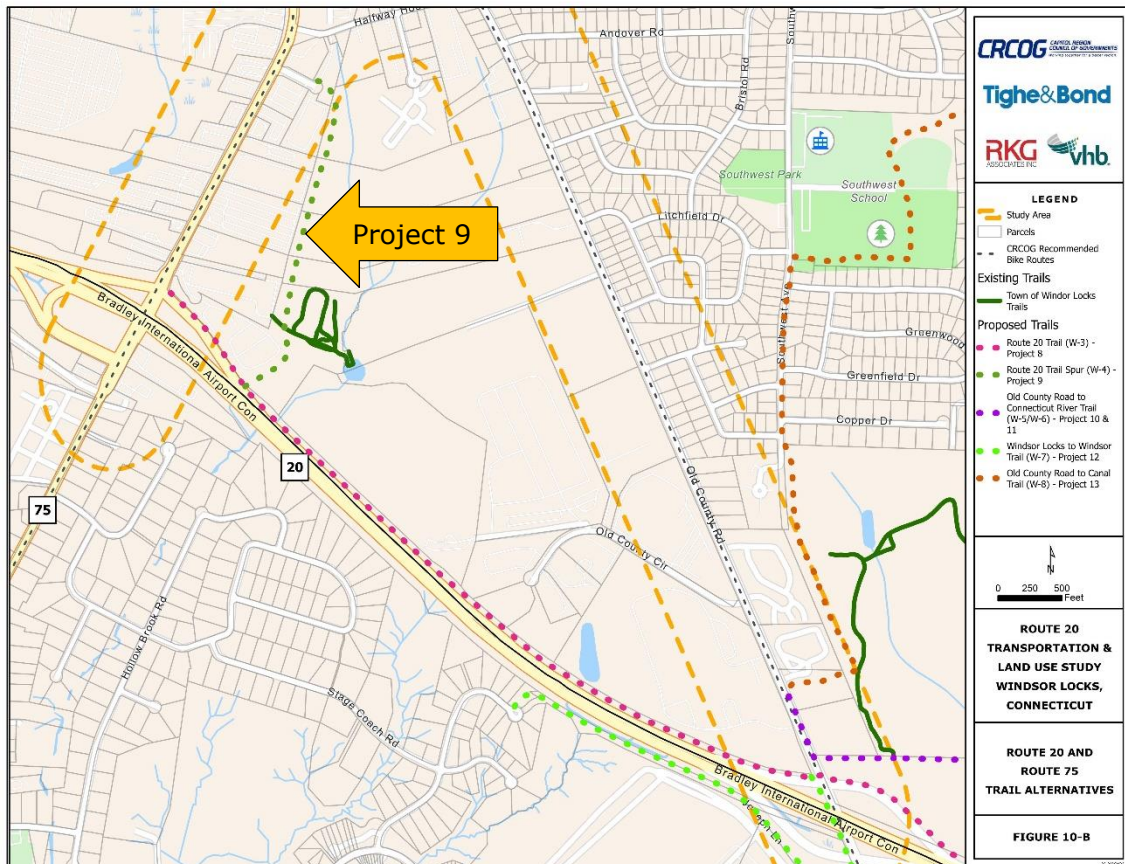 Halfway Hou
Andover Rd
Bristol Rd
Southw
Southwest Park
Southwest
School
Litchfield Dr
Project 9
Bradley International Airport Con
Southwest Ave
Greenwood
Greenfield Dr
Copper Dr
20
75
Old County Rd
Old County Cir
Hollow Brook Rd
Stage Coach Rd
Bradley International Airport Con
Joseph Ln
CRCOG CAPITOL REGION
COUNCIL OF GOVERNMENTS
Tighe&Bond
RKG
ASSOCIATES INC
vhb
LEGEND
Study Area
Parcels
CRCOG Recommended
Bike Routes
Existing Trails
Town of Windor Locks
Trails
Proposed Trails
Route 20 Trail (W-3) -
Project 8
Route 20 Trail Spur (W-4) -
Project 9
Old County Road to
Connecticut River Trail
(W-5/W-6) - Project 10 &
11
Windsor Locks to Windsor
Trail (W-7) - Project 12
Old County Road to Canal
Trail (W-8) - Project 13
N
0 250 500
Feet
ROUTE 20
TRANSPORTATION &
LAND USE STUDY
WINDSOR LOCKS,
CONNECTICUT
ROUTE 20 AND
ROUTE 75
TRAIL ALTERNATIVES
FIGURE 10-B